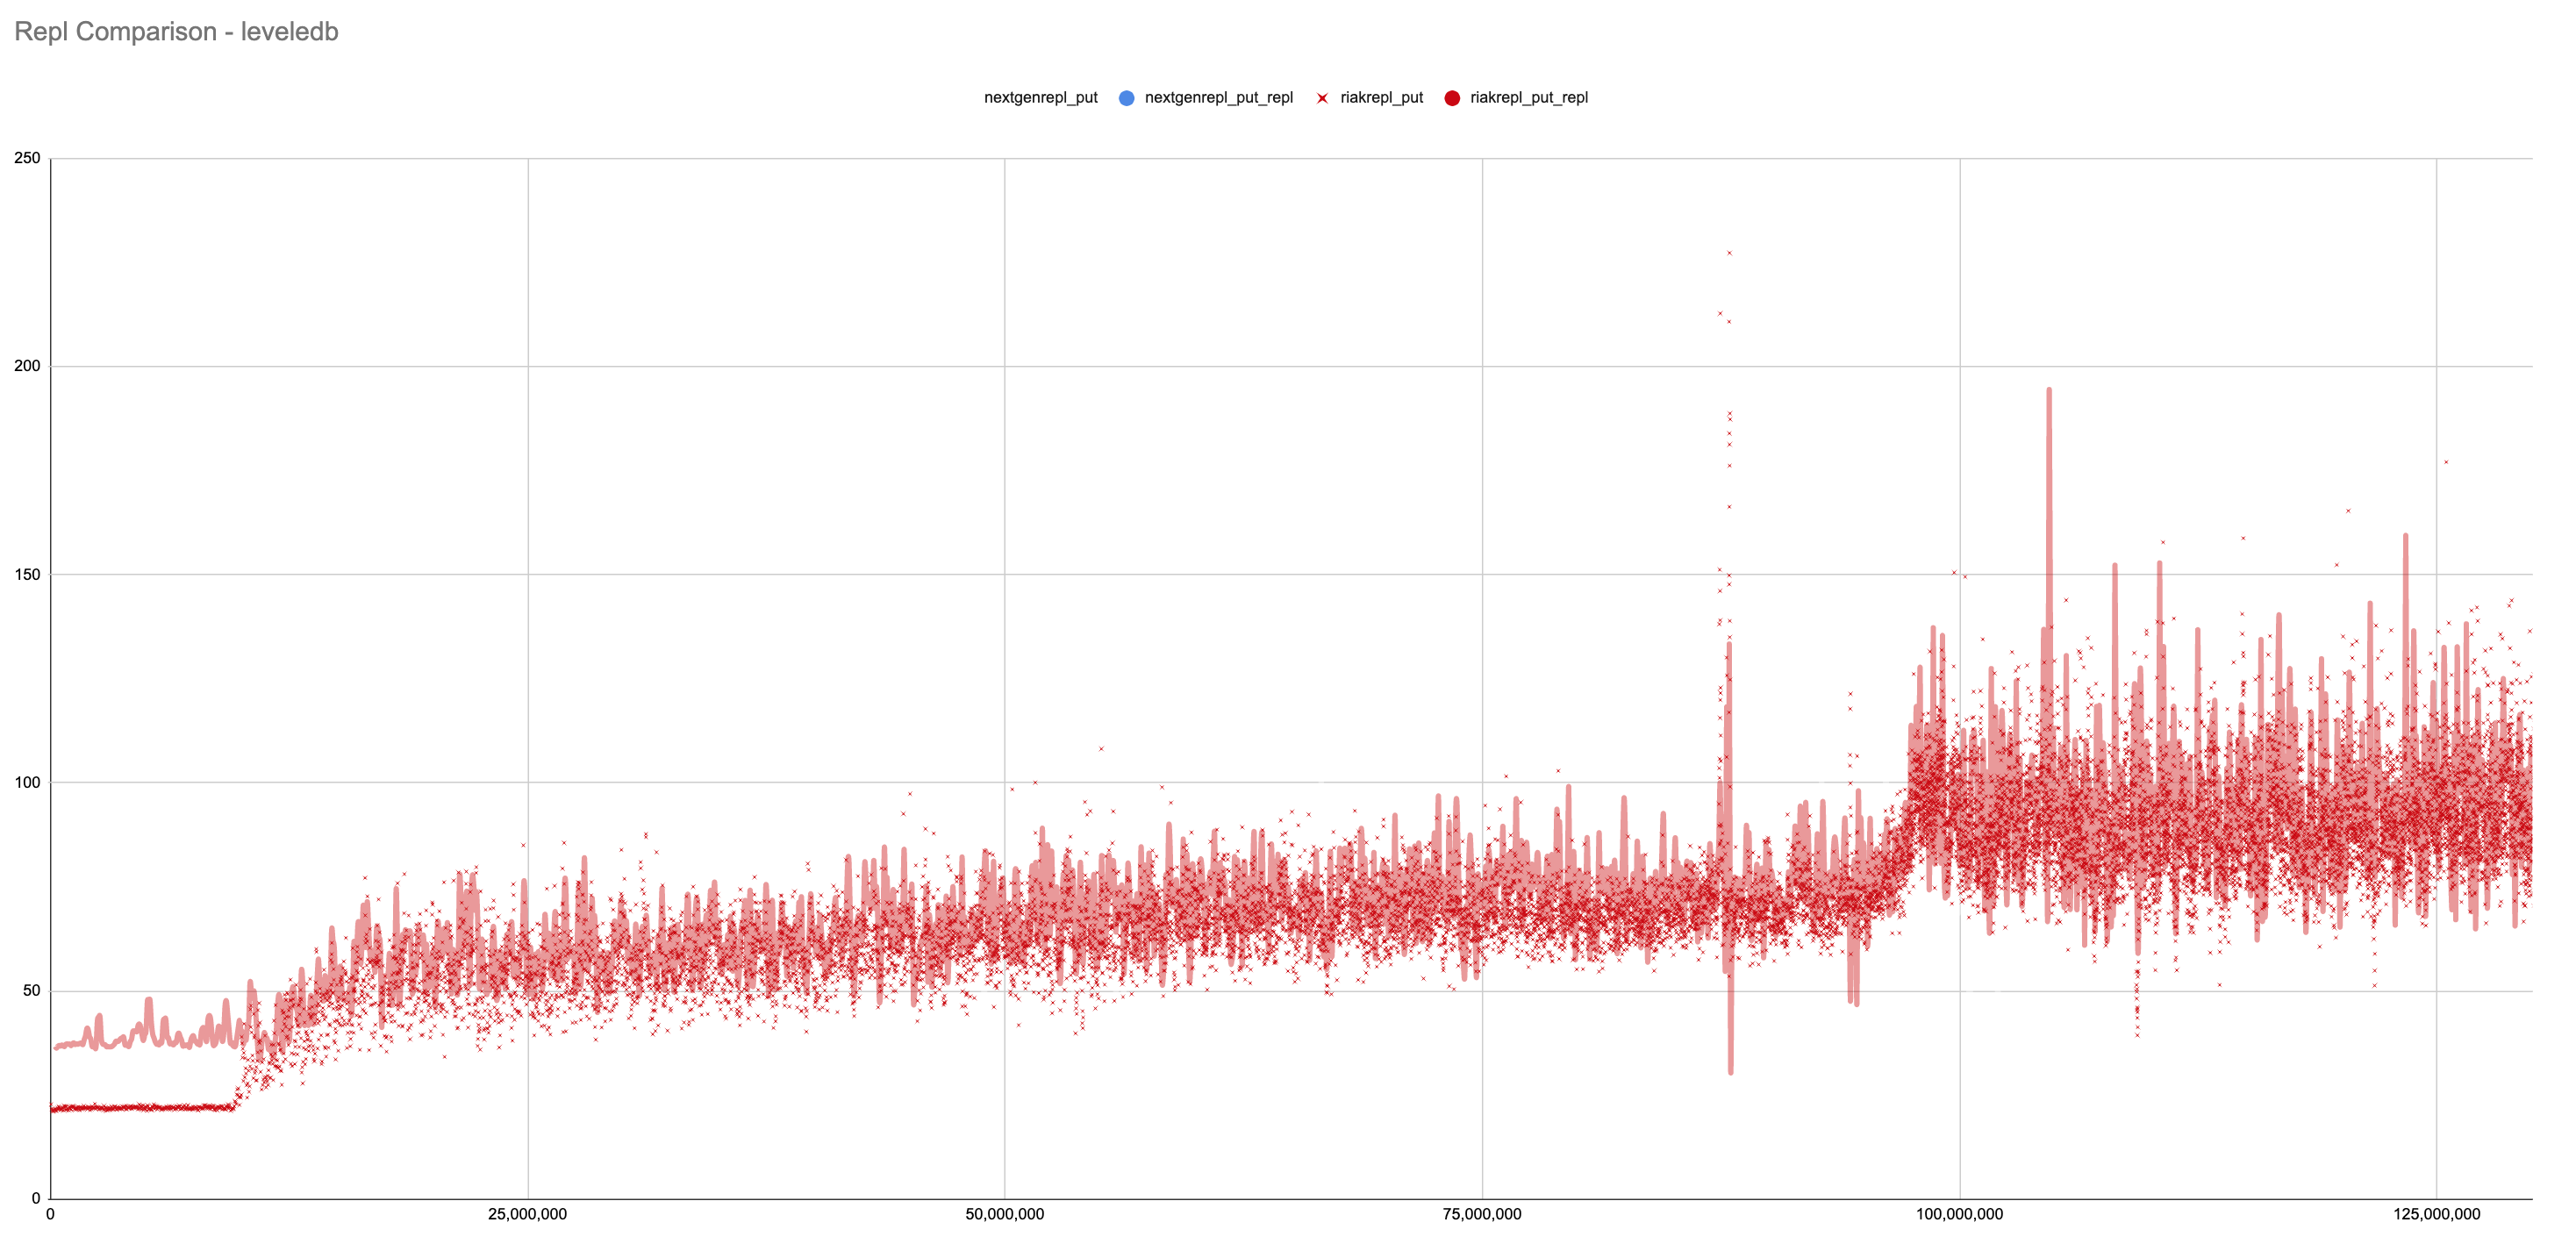 Repl Comparison - leveledb
nextgenrepl_put nextgenrepl_put_repl riakrepl_put riakrepl_put_repl
250
200
150
100
50
0
0 25,000,000 50,000,000 75,000,000 100,000,000 125,000,000